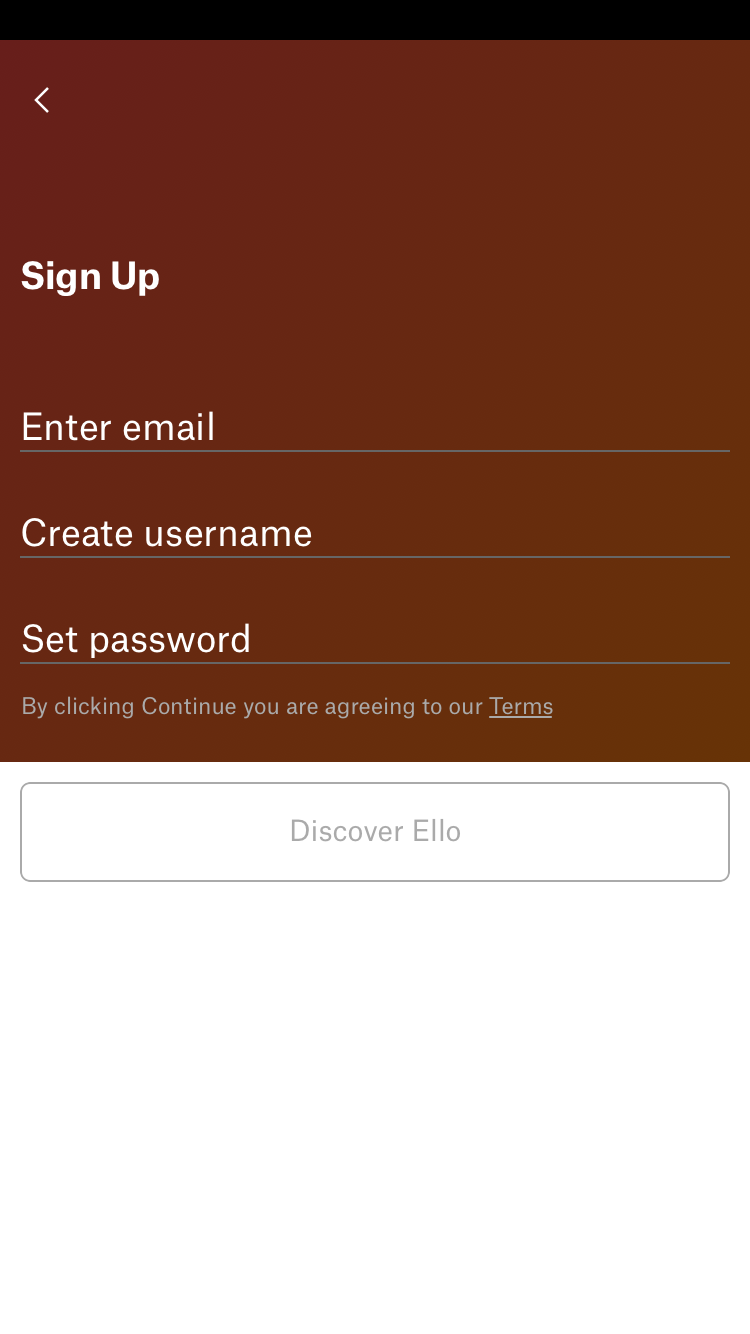 Sign Up
Enter email
Create username
Set password
By clicking Continue you are agreeing to our Terms
Discover Ello